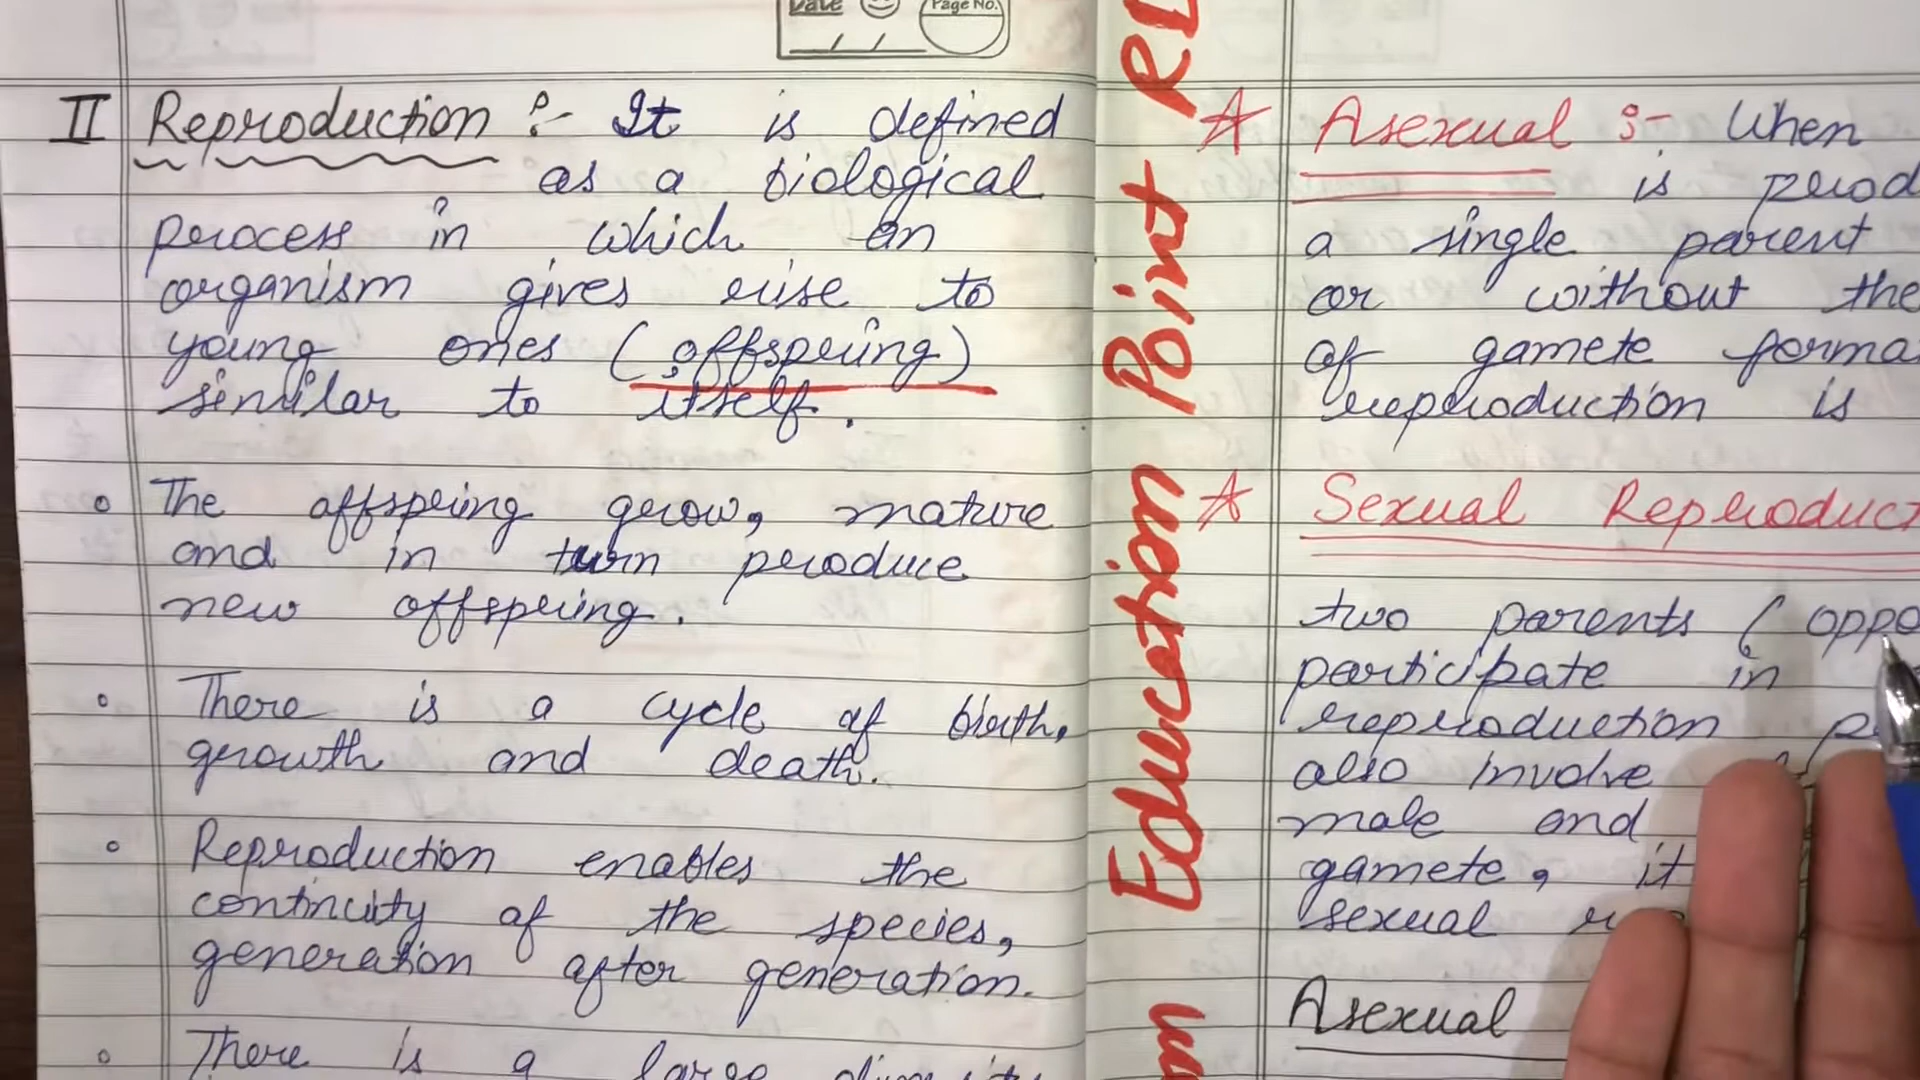 Date Page No.
II Reproduction :- It is defined
as a biological
process in which an
organism gives rise to
young ones (offspring)
similar to itself.
The offspring grow, mature
and in turn produce
new offspring.
There is a cycle of birth,
growth and death.
Reproduction enables the
continuity of the species,
generation after generation.
There is a large
Education Point
Asexual :- When
is prod
a single parent
or without the
of gamete forma
reproduction is
Sexual Reproduct
two parents (oppo
participate in
reproduction
also involve
male and
gamete, it
sexual
Asexual